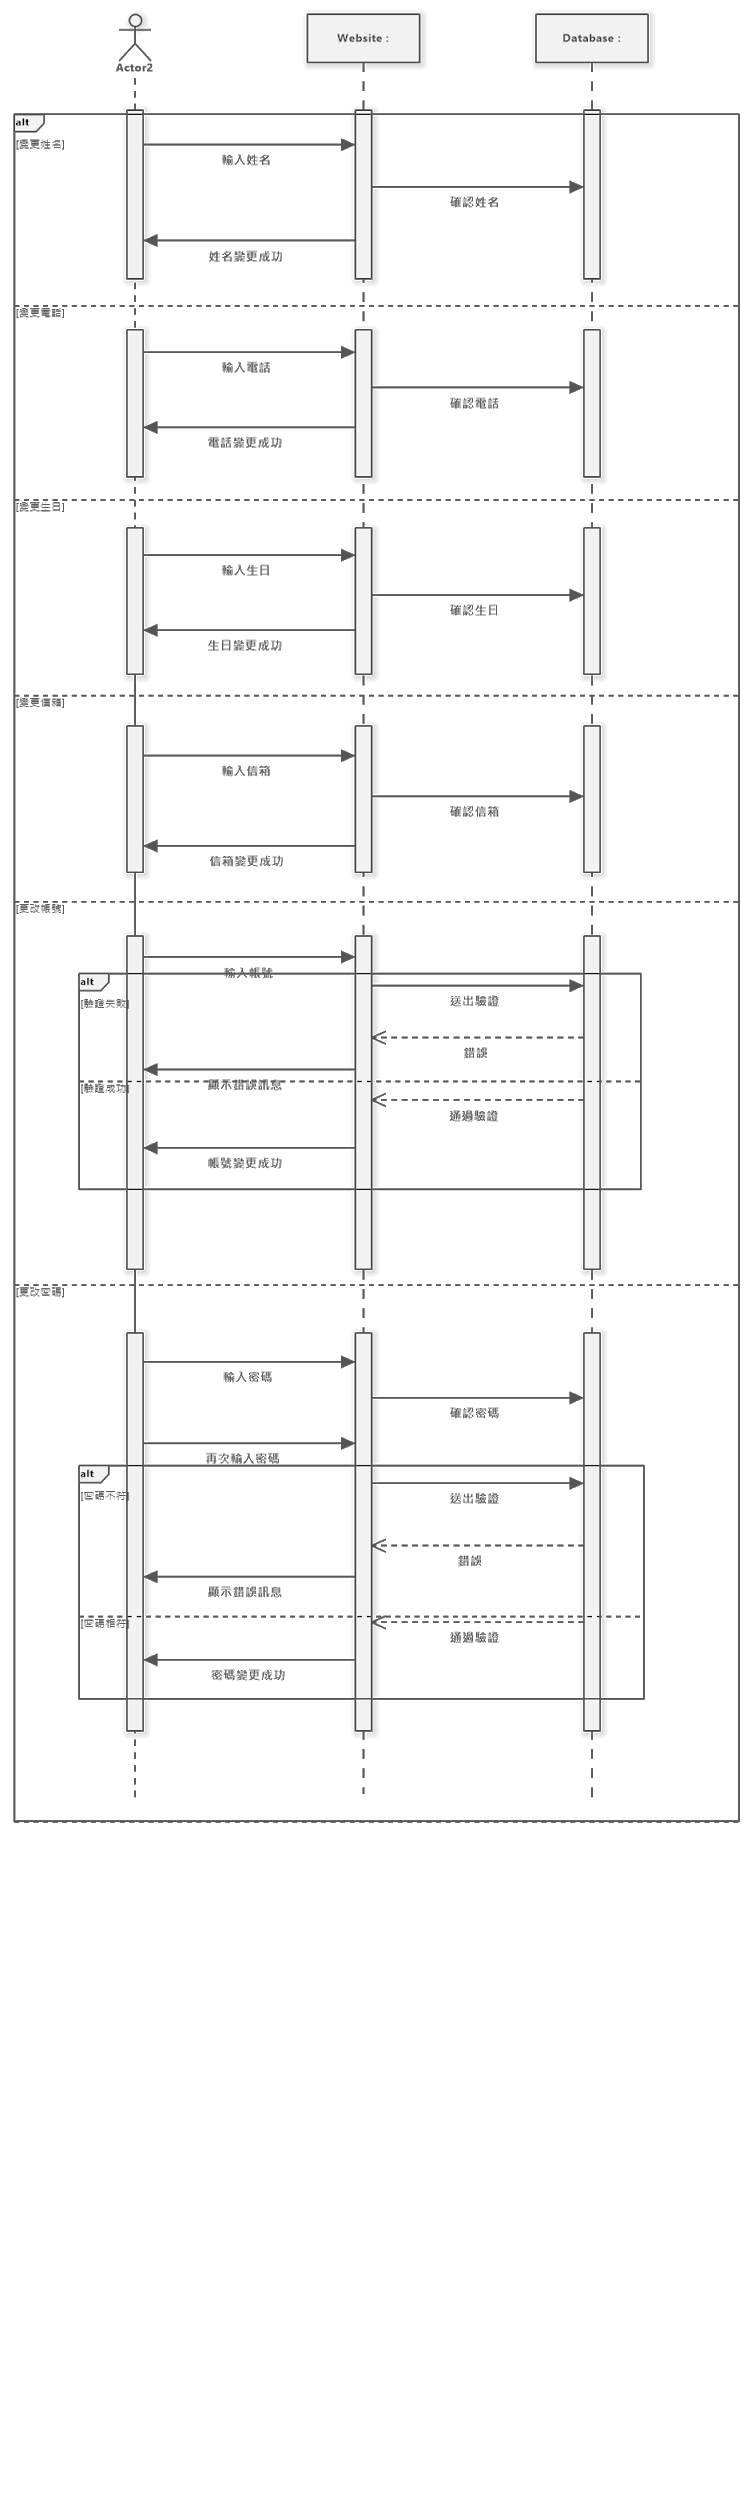 Actor2
Website :
Database :
alt
[變更姓名]
輸入姓名
確認姓名
姓名變更成功
[變更電話]
輸入電話
確認電話
電話變更成功
[變更生日]
輸入生日
確認生日
生日變更成功
[變更信箱]
輸入信箱
確認信箱
信箱變更成功
[更改帳號]
輸入帳號
alt
送出驗證
[驗證失敗]
錯誤
顯示錯誤訊息
[驗證成功]
通過驗證
帳號變更成功
[更改密碼]
輸入密碼
確認密碼
再次輸入密碼
alt
[密碼不符]
送出驗證
錯誤
顯示錯誤訊息
[密碼相符]
通過驗證
密碼變更成功